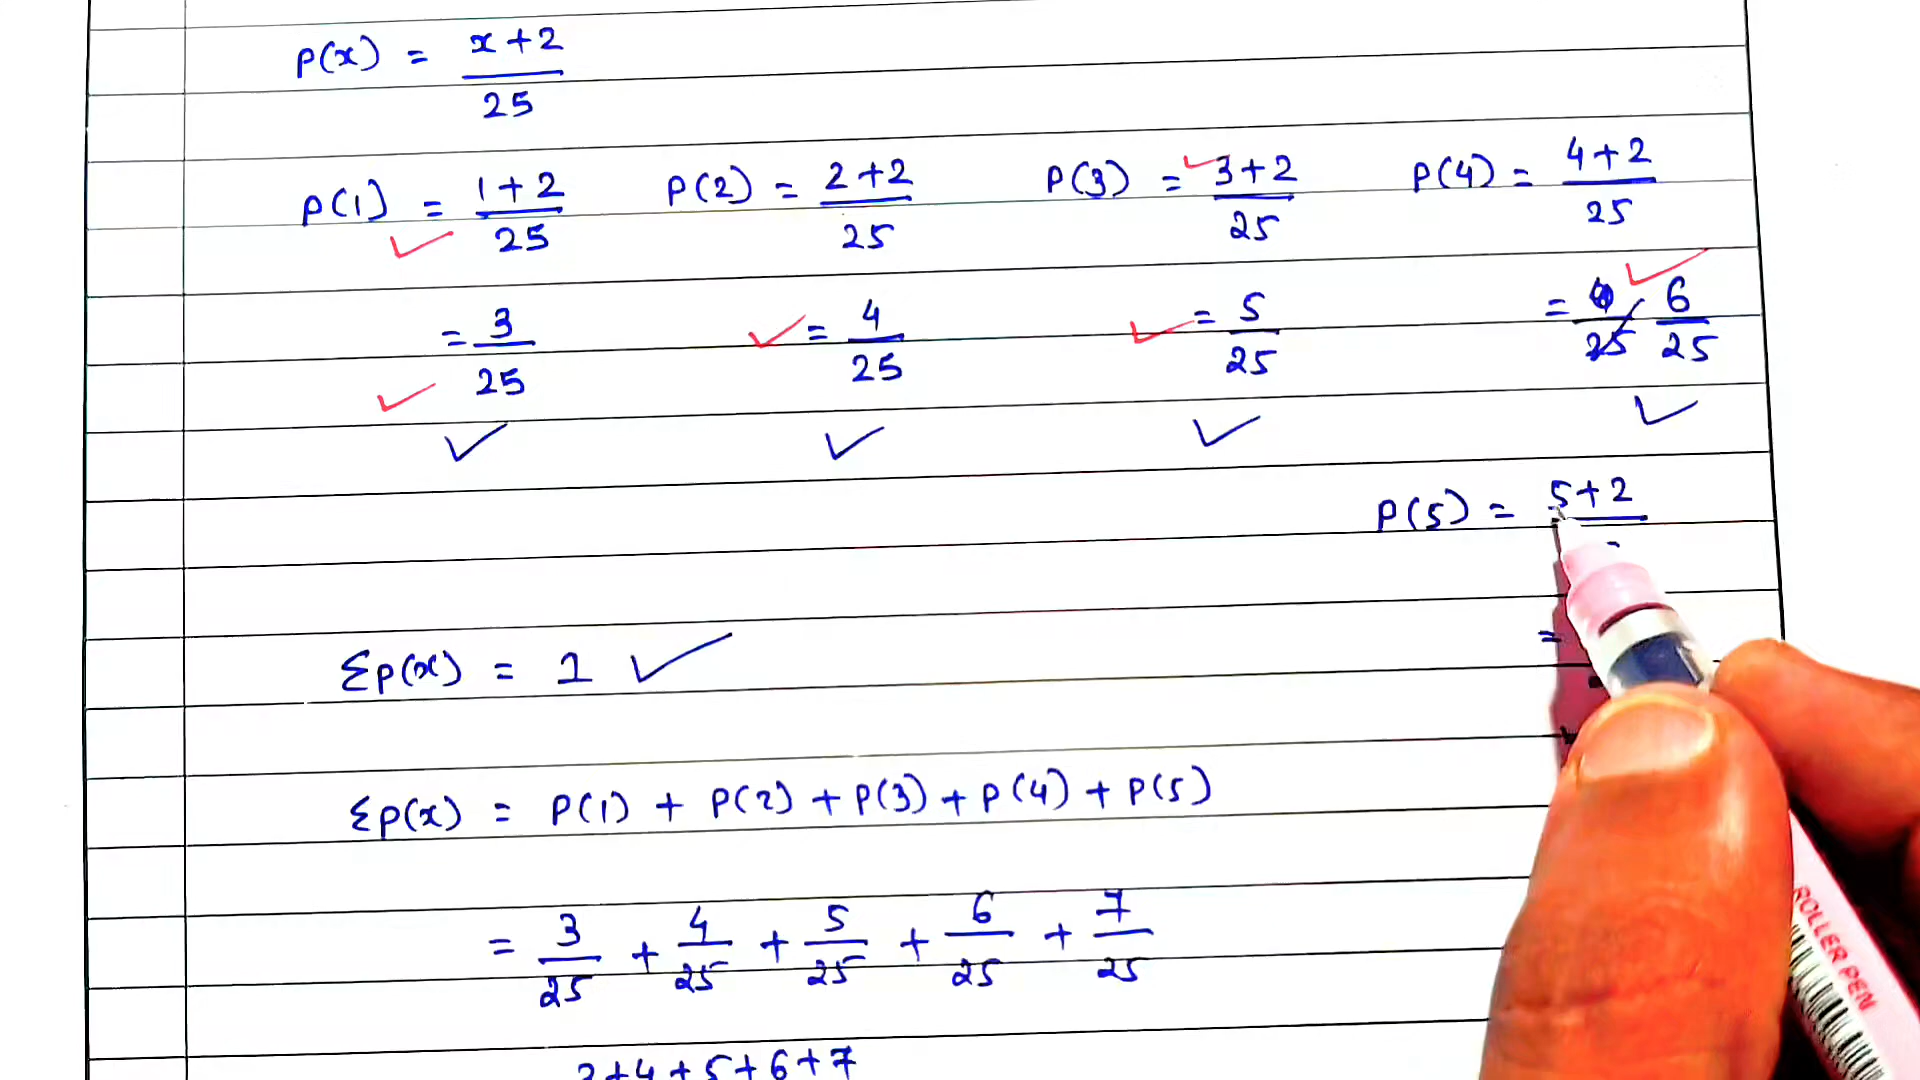 P(x) = x+2/25
P(1) = 1+2/25 P(2) = 2+2/25 P(3) = 3+2/25 P(4) = 4+2/25
= 3/25 = 4/25 = 5/25 = 6/25
P(5) = 5+2
=
Σp(x) = 1
Σp(x) = P(1) + P(2) + P(3) + P(4) + P(5)
= 3/25 + 4/25 + 5/25 + 6/25 + 7/25
3+4+5+6+7
ROLLER PEN